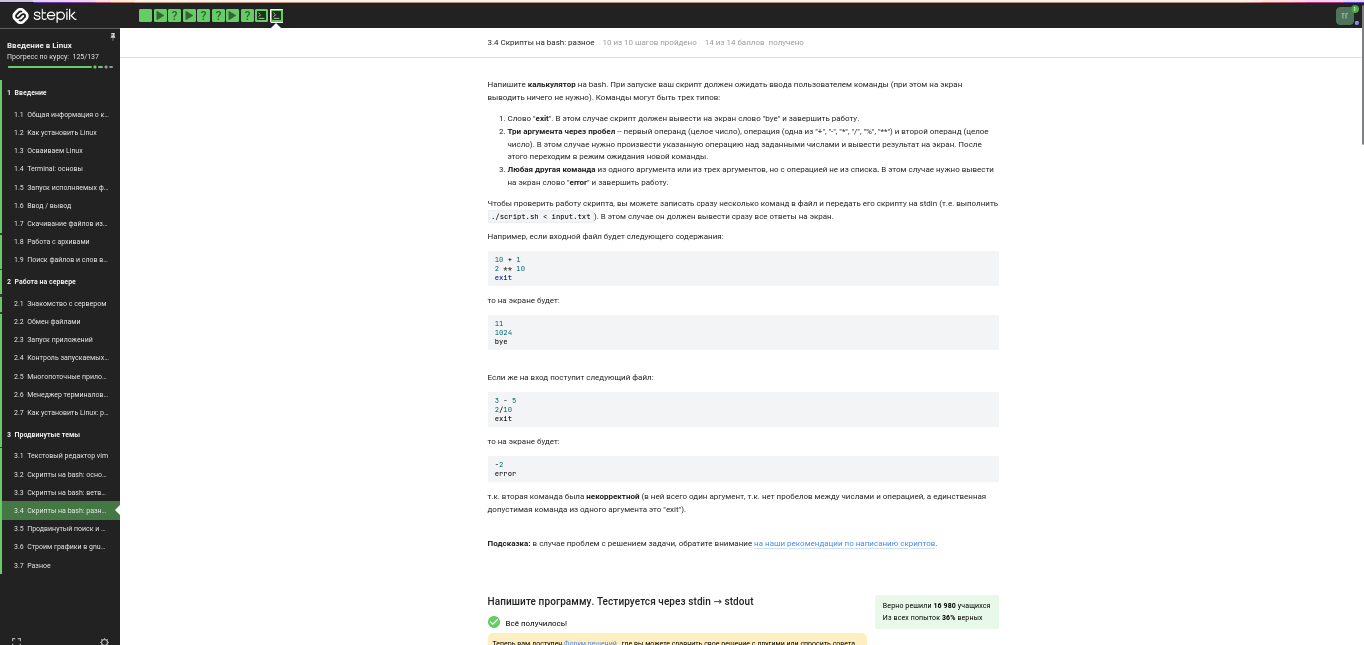 stepik
Введение в Linux
Прогресс по курсу: 125/137
1 Введение
1.1 Общая информация о к...
1.2 Как установить Linux
1.3 Осваиваем Linux
1.4 Terminal: основы
1.5 Запуск исполняемых ф...
1.6 Ввод / вывод
1.7 Скачивание файлов из...
1.8 Работа с архивами
1.9 Поиск файлов и слов в...
2 Работа на сервере
2.1 Знакомство с сервером
2.2 Обмен файлами
2.3 Запуск приложений
2.4 Контроль запускаемых...
2.5 Многопоточные прило...
2.6 Менеджер терминалов...
2.7 Как установить Linux: р...
3 Продвинутые темы
3.1 Текстовый редактор vim
3.2 Скрипты на bash: осно...
3.3 Скрипты на bash: ветв...
3.4 Скрипты на bash: разн...
3.5 Продвинутый поиск и ...
3.6 Строим графики в gnu...
3.7 Разное
3.4 Скрипты на bash: разное 10 из 10 шагов пройдено 14 из 14 баллов получено
Напишите калькулятор на bash. При запуске ваш скрипт должен ожидать ввода пользователем команды (при этом на экран
выводить ничего не нужно). Команды могут быть трех типов:
1. Слово "exit". В этом случае скрипт должен вывести на экран слово "bye" и завершить работу.
2. Три аргумента через пробел – первый операнд (целое число), операция (одна из "+", "-", "*", "/", "%", "**") и второй операнд (целое
число). В этом случае нужно произвести указанную операцию над заданными числами и вывести результат на экран. После
этого переходим в режим ожидания новой команды.
3. Любая другая команда из одного аргумента или из трех аргументов, но с операцией не из списка. В этом случае нужно вывести
на экран слово "error" и завершить работу.
Чтобы проверить работу скрипта, вы можете записать сразу несколько команд в файл и передать его скрипту на stdin (т.е. выполнить
./script.sh < input.txt ). В этом случае он должен вывести сразу все ответы на экран.
Например, если входной файл будет следующего содержания:
10 + 1
2 ** 10
exit
то на экране будет:
11
1024
bye
Если же на вход поступит следующий файл:
3 - 5
2/10
exit
то на экране будет:
-2
error
т.к. вторая команда была некорректной (в ней всего один аргумент, т.к. нет пробелов между числами и операцией, а единственная
допустимая команда из одного аргумента это "exit").
Подсказка: в случае проблем с решением задачи, обратите внимание на наши рекомендации по написанию скриптов.
Напишите программу. Тестируется через stdin → stdout
Верно решили 16 980 учащихся
Из всех попыток 36% верных
Всё получилось!
Теперь вам доступен Форум решений, где вы можете сравнить свое решение с другими или спросить совета.